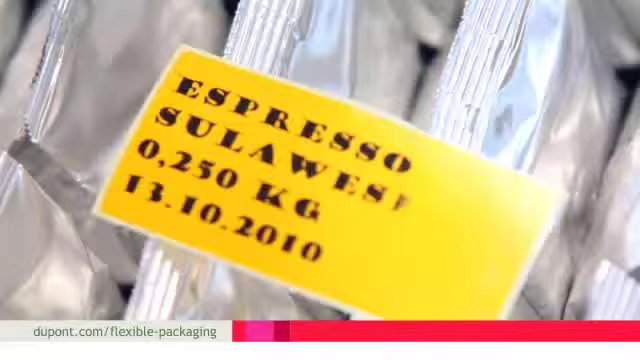 ESPRESSO
SULAWESI
0,250 KG
13.10.2010
dupont.com/flexible-packaging